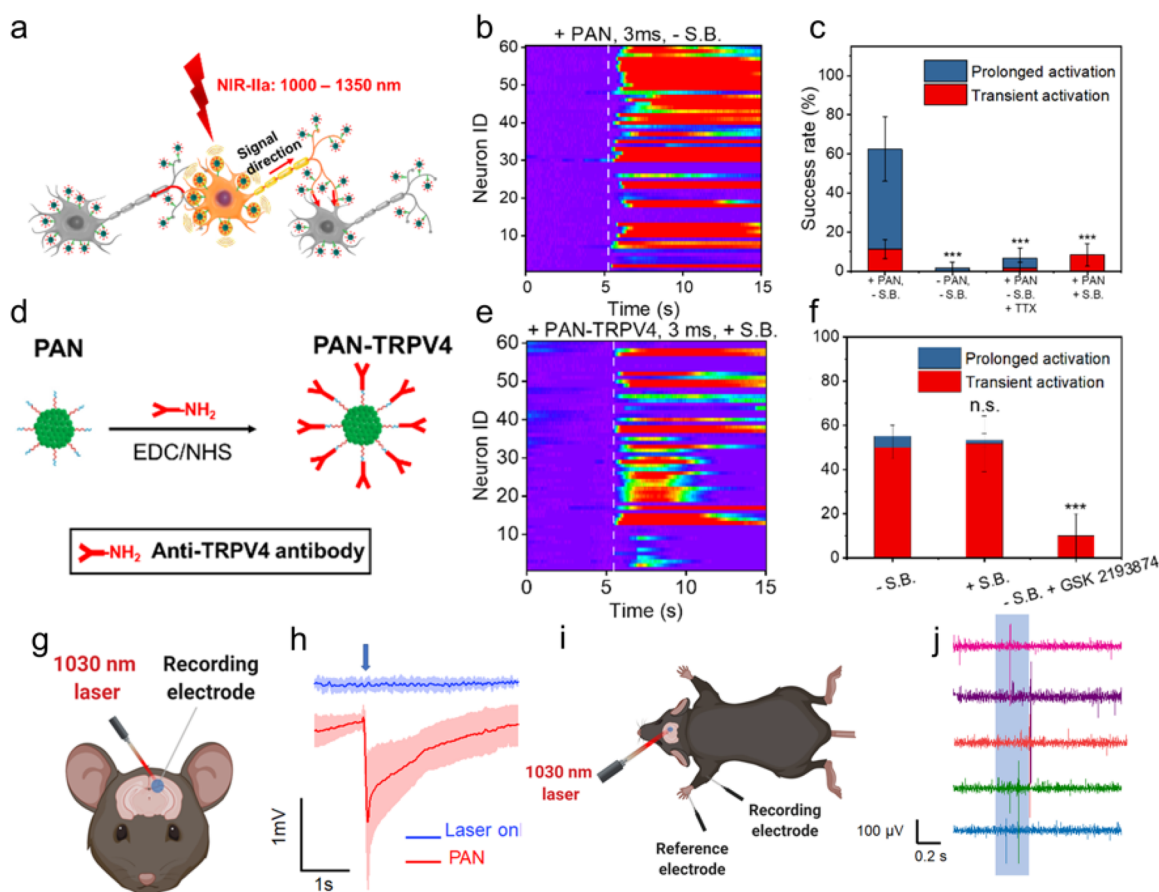 a
NIR-IIa: 1000 – 1350 nm
Signal
direction
b
+ PAN, 3ms, - S.B.
Neuron ID
60
50
40
30
20
10
0
5
10
15
Time (s)
c
Success rate (%)
100
80
60
40
20
0
Prolonged activation
Transient activation
***
***
***
+ PAN,
- S.B.
- PAN,
- S.B.
+ PAN
- S.B.
+ TTX
+ PAN
+ S.B.
d
PAN
PAN-TRPV4
-NH2
EDC/NHS
-NH2 Anti-TRPV4 antibody
e
+ PAN-TRPV4, 3 ms, + S.B.
Neuron ID
60
50
40
30
20
10
0
5
10
15
Time (s)
f
100
80
60
40
20
0
Prolonged activation
Transient activation
n.s.
***
- S.B.
+ S.B.
- S.B. + GSK 2193874
g
1030 nm
laser
Recording
electrode
h
1mV
1s
Laser onl
PAN
i
1030 nm
laser
Recording
electrode
Reference
electrode
j
100 µV
0.2 s